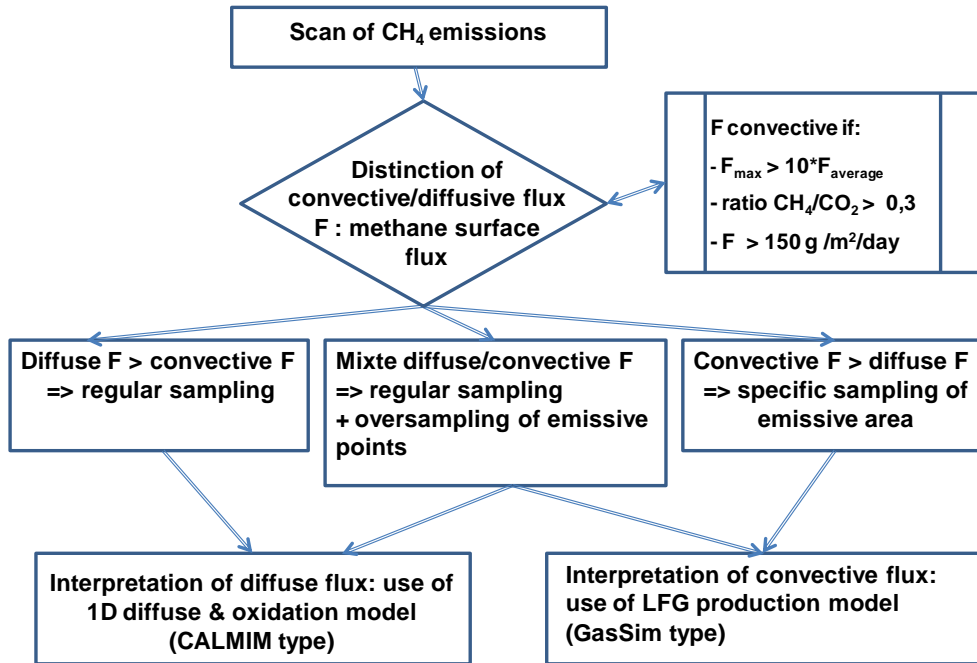 Scan of CH₄ emissions
Distinction of
convective/diffusive flux
F : methane surface
flux
F convective if:
- Fmax > 10*Faverage
- ratio CH₄/CO₂ > 0,3
- F > 150 g /m²/day
Diffuse F > convective F
=> regular sampling
Mixte diffuse/convective F
=> regular sampling
+ oversampling of emissive
points
Convective F > diffuse F
=> specific sampling of
emissive area
Interpretation of diffuse flux: use of
1D diffuse & oxidation model
(CALMIM type)
Interpretation of convective flux:
use of LFG production model
(GasSim type)